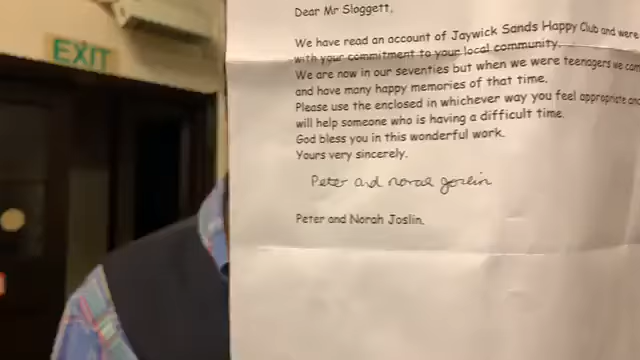 EXIT
Dear Mr Sloggett,
We have read an account of Jaywick Sands Happy Club and were
with your commitment to your local community.
We are now in our seventies but when we were teenagers we
and have many happy memories of that time.
Please use the enclosed in whichever way you feel appropriate
will help someone who is having a difficult time.
God bless you in this wonderful work.
Yours very sincerely.
Peter and Norah Joslin
Peter and Norah Joslin.